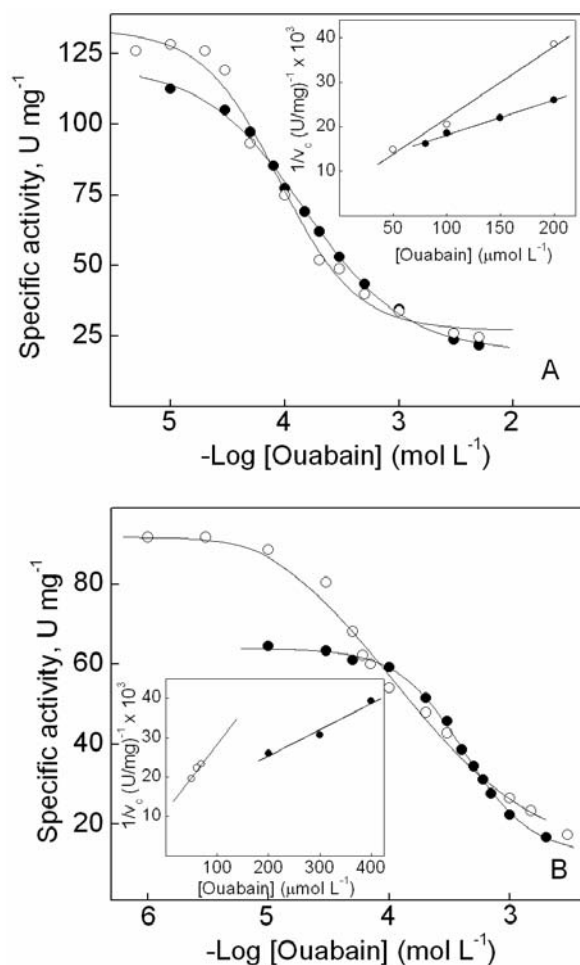 Specific activity, U mg⁻¹
125
100
75
50
25
5 4 3 2
-Log [Ouabain] (mol L⁻¹)
A
1/vc (U/mg)⁻¹ x 10³
40
30
20
10
50 100 150 200
[Ouabain] (μmol L⁻¹)
Specific activity, U mg⁻¹
80
60
40
20
6 5 4 3
-Log [Ouabain] (mol L⁻¹)
B
1/vc (U/mg)⁻¹ x 10³
40
30
20
10
100 200 300 400
[Ouabain] (μmol L⁻¹)